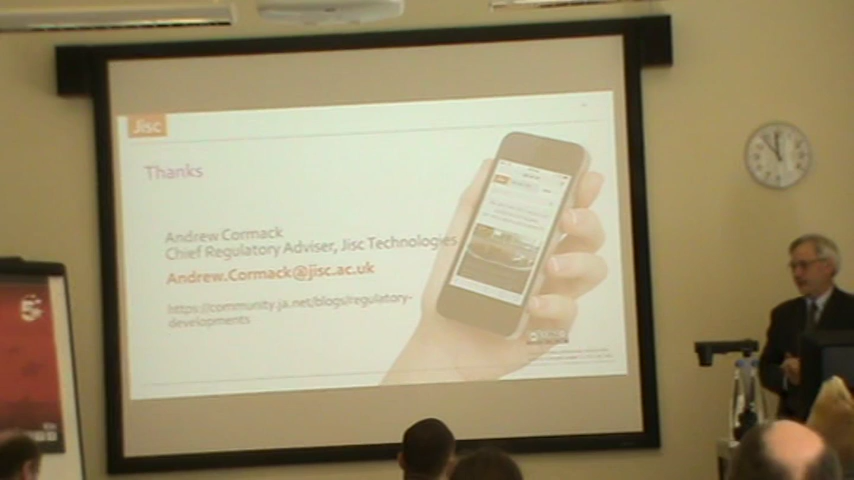 Jisc
Thanks
Andrew Cormack
Chief Regulatory Adviser, Jisc Technologies
Andrew.Cormack@jisc.ac.uk
https://community.ja.net/blogs/regulatory-
developments